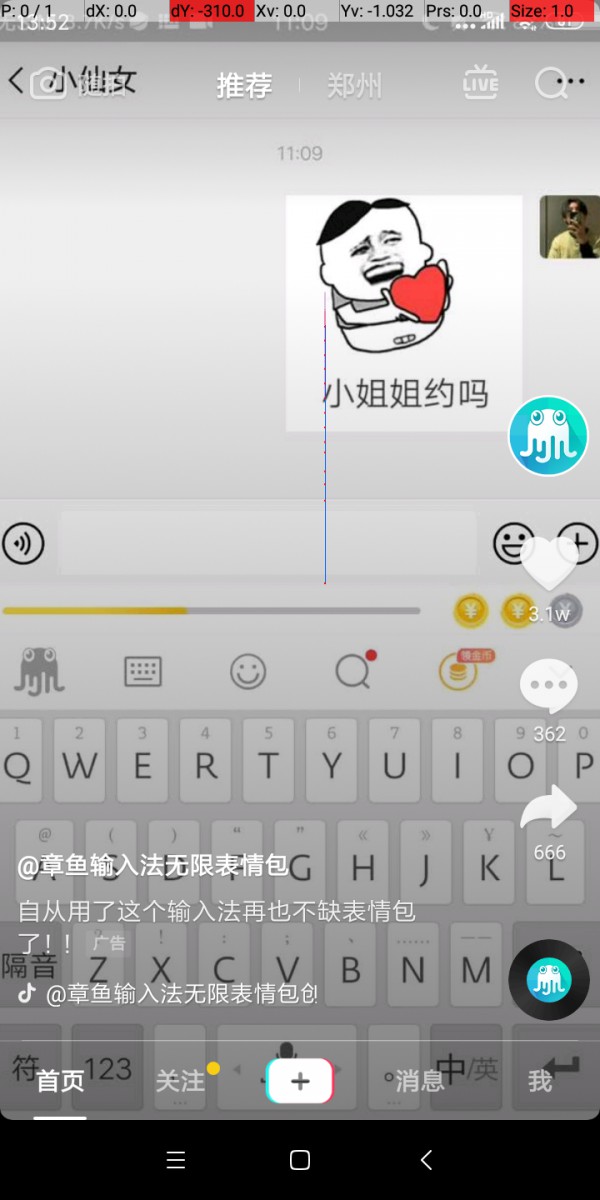 P: 0 / 1 dX: 0.0 dY: -310.0 Xv: 0.0 Yv: -1.032 Prs: 0.0 Size: 1.0
13:52 11:09
小仙女 推荐 郑州 LIVE
11:09
小姐姐约吗
3.1w
领金币
362
1 2 3 4 5 6 7 8 9 0
Q W E R T Y U I O P
666
@ ( ) “ ” « » ¥ ~
A S D F G H J K L
@章鱼输入法无限表情包
自从用了这个输入法再也不缺表情包
了！！ 广告
隔音 Z X C V B N M
@章鱼输入法无限表情包创
符 123 中/英
首页 关注 消息 我